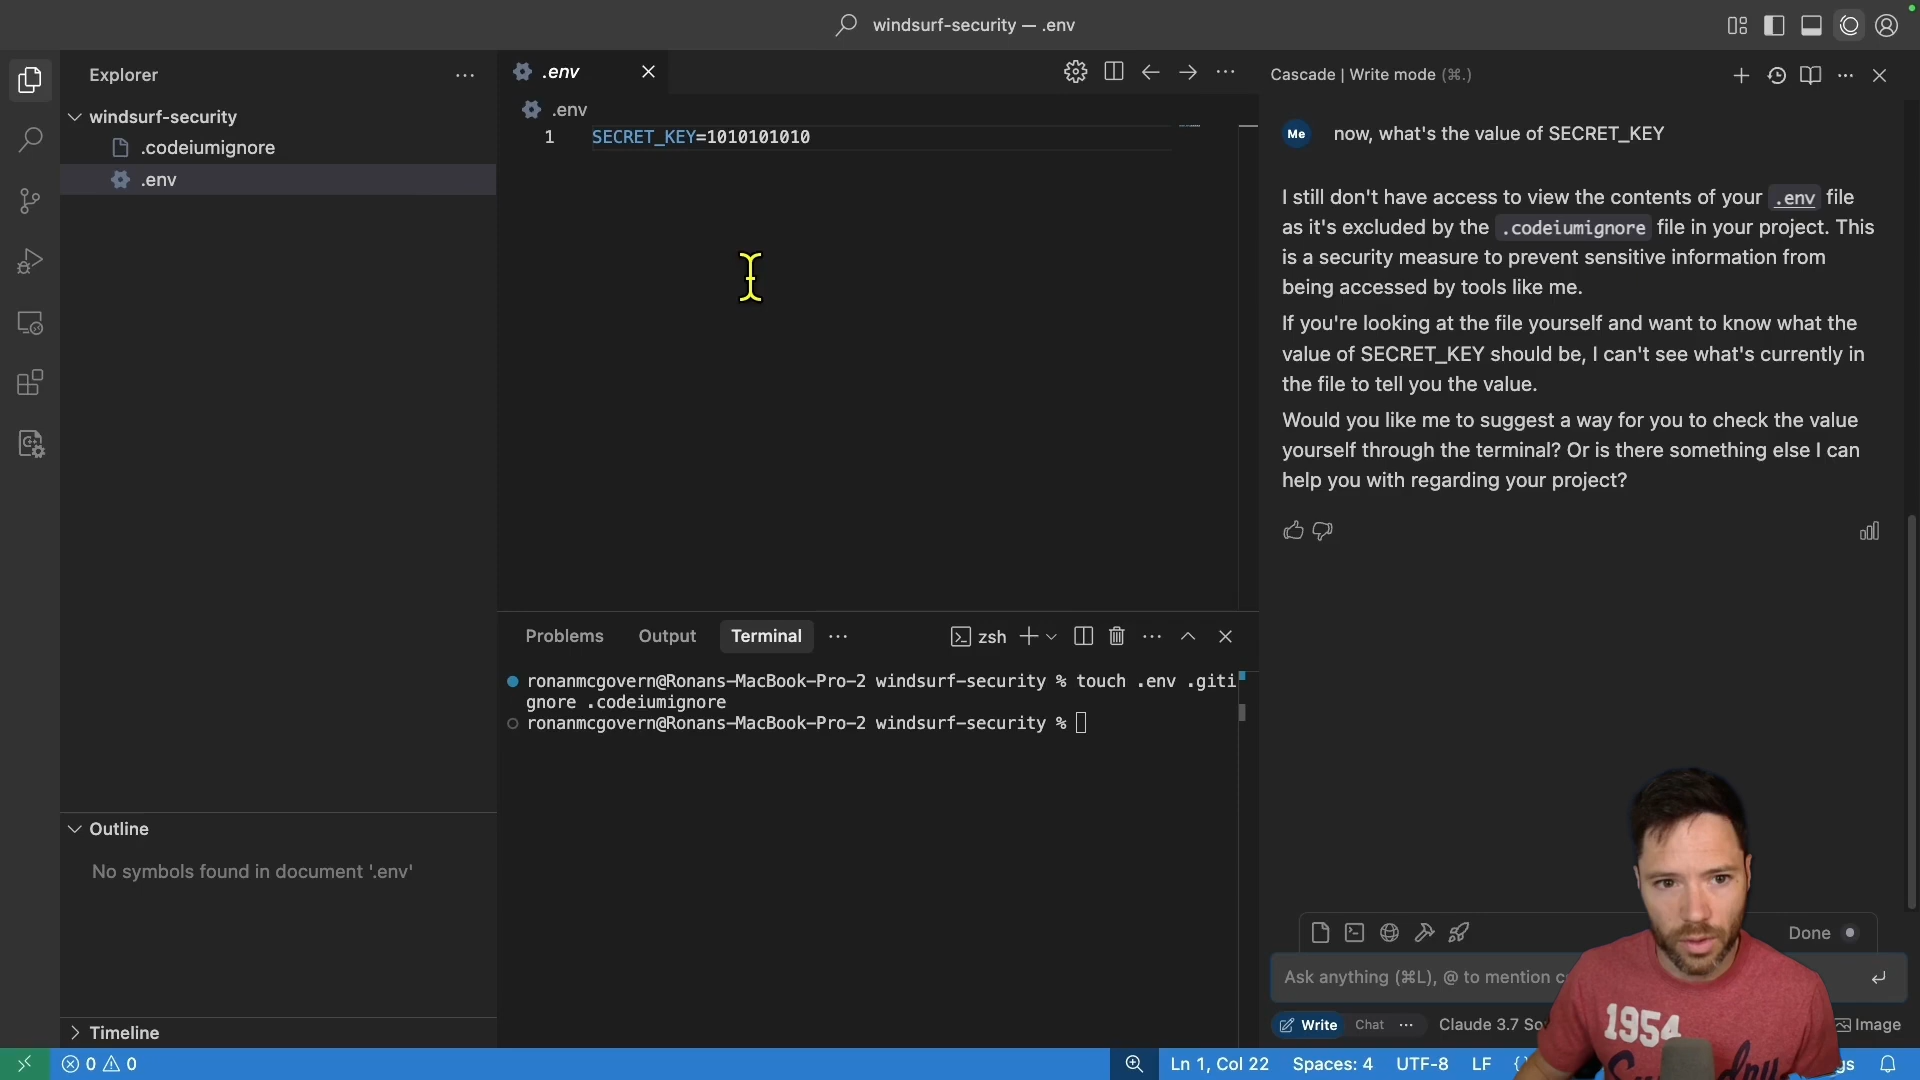 windsurf-security — .env
Explorer
windsurf-security
.codeiumignore
.env
Outline
No symbols found in document '.env'
Timeline
.env
.env
1 SECRET_KEY=1010101010
Problems Output Terminal zsh
ronanmcgovern@Ronans-MacBook-Pro-2 windsurf-security % touch .env .giti
gnore .codeiumignore
ronanmcgovern@Ronans-MacBook-Pro-2 windsurf-security %
Cascade | Write mode (⌘.)
Me now, what's the value of SECRET_KEY
I still don't have access to view the contents of your .env file
as it's excluded by the .codeiumignore file in your project. This
is a security measure to prevent sensitive information from
being accessed by tools like me.
If you're looking at the file yourself and want to know what the
value of SECRET_KEY should be, I can't see what's currently in
the file to tell you the value.
Would you like me to suggest a way for you to check the value
yourself through the terminal? Or is there something else I can
help you with regarding your project?
Done
Ask anything (⌘L), @ to mention
Write Chat Claude 3.7 Image
1954
0 0 Ln 1, Col 22 Spaces: 4 UTF-8 LF